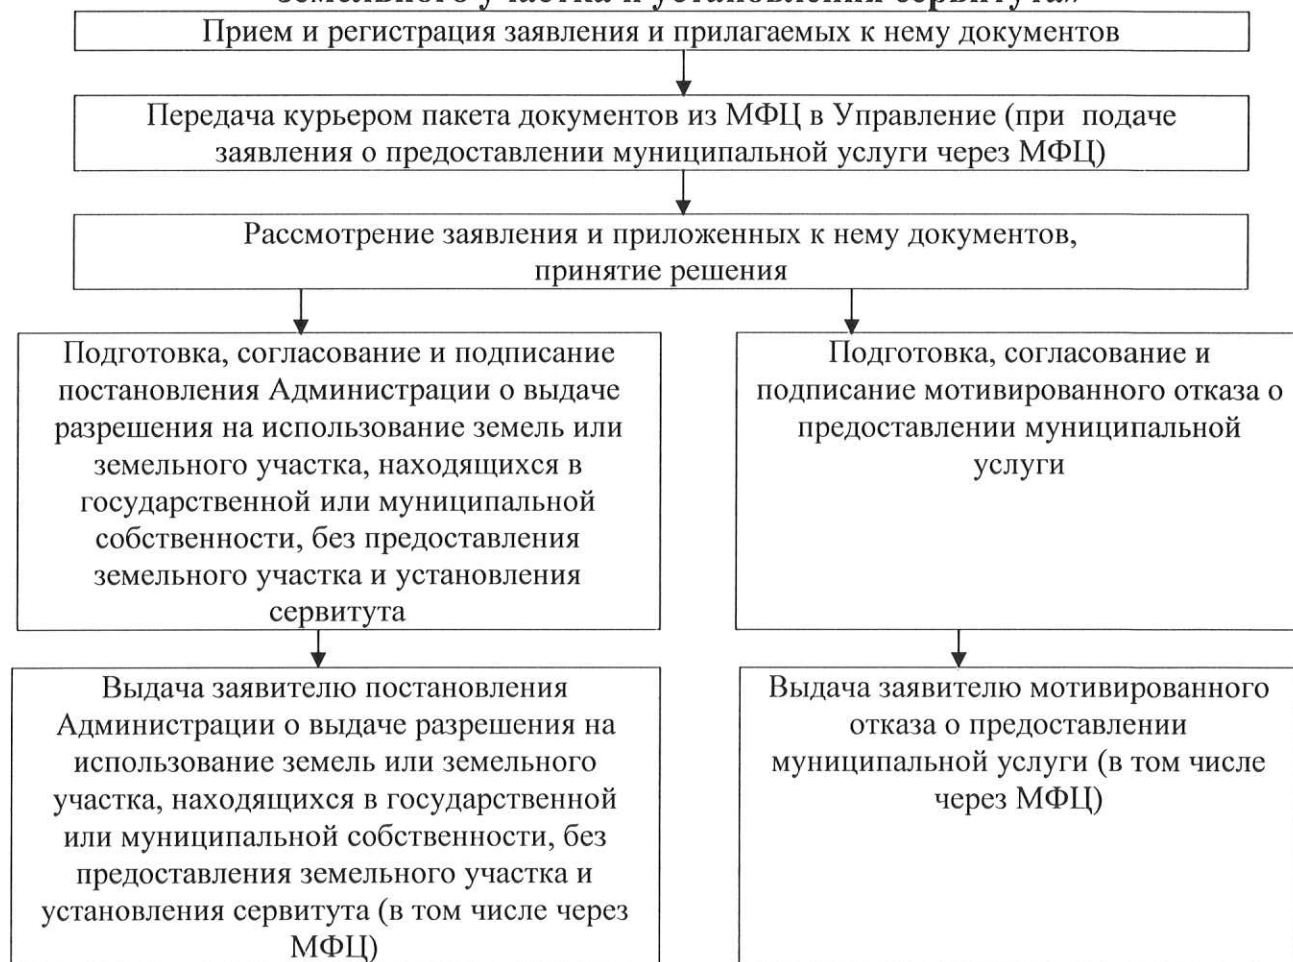 земельного участка и установления сервитута»
Прием и регистрация заявления и прилагаемых к нему документов
Передача курьером пакета документов из МФЦ в Управление (при подаче
заявления о предоставлении муниципальной услуги через МФЦ)
Рассмотрение заявления и приложенных к нему документов,
принятие решения
Подготовка, согласование и подписание
постановления Администрации о выдаче
разрешения на использование земель или
земельного участка, находящихся в
государственной или муниципальной
собственности, без предоставления
земельного участка и установления
сервитута
Подготовка, согласование и
подписание мотивированного отказа о
предоставлении муниципальной
услуги
Выдача заявителю постановления
Администрации о выдаче разрешения на
использование земель или земельного
участка, находящихся в государственной
или муниципальной собственности, без
предоставления земельного участка и
установления сервитута (в том числе через
МФЦ)
Выдача заявителю мотивированного
отказа о предоставлении
муниципальной услуги (в том числе
через МФЦ)